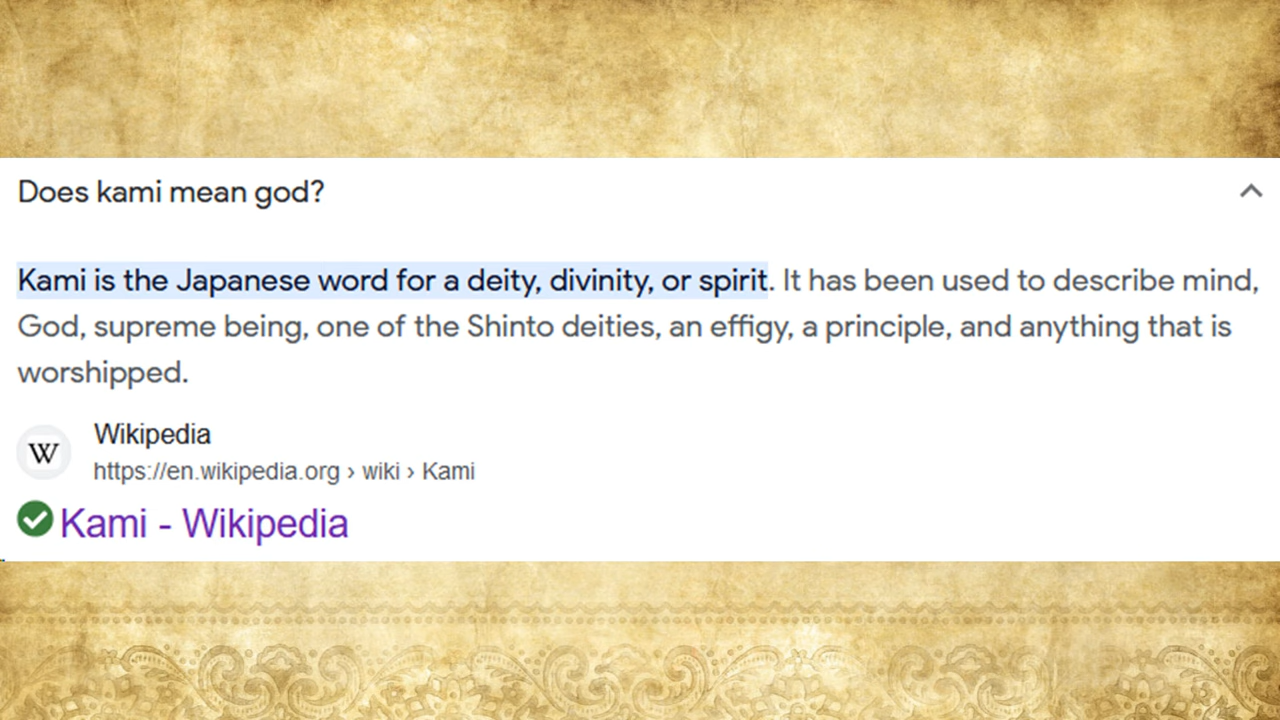 Does kami mean god?
Kami is the Japanese word for a deity, divinity, or spirit. It has been used to describe mind,
God, supreme being, one of the Shinto deities, an effigy, a principle, and anything that is
worshipped.
W
Wikipedia
https://en.wikipedia.org › wiki › Kami
Kami - Wikipedia